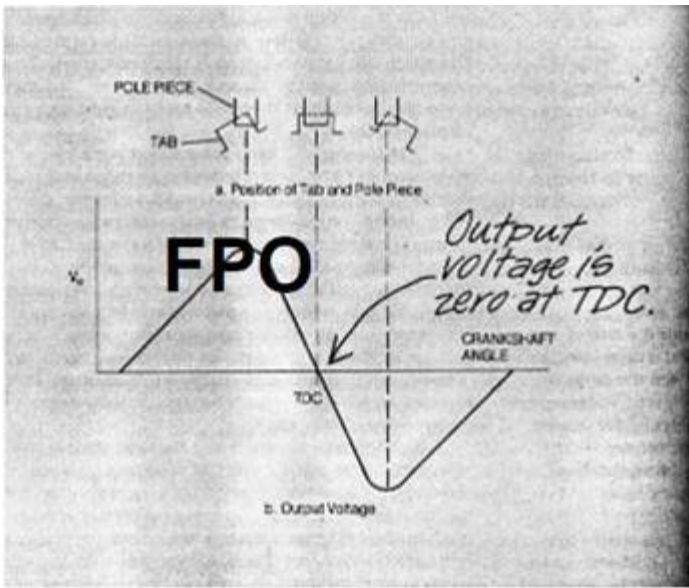 POLE PIECE
TAB
a. Position of Tab and Pole Piece
FPO
Output
voltage is
zero at TDC.
Vo
CRANKSHAFT
ANGLE
TDC
b. Output Voltage